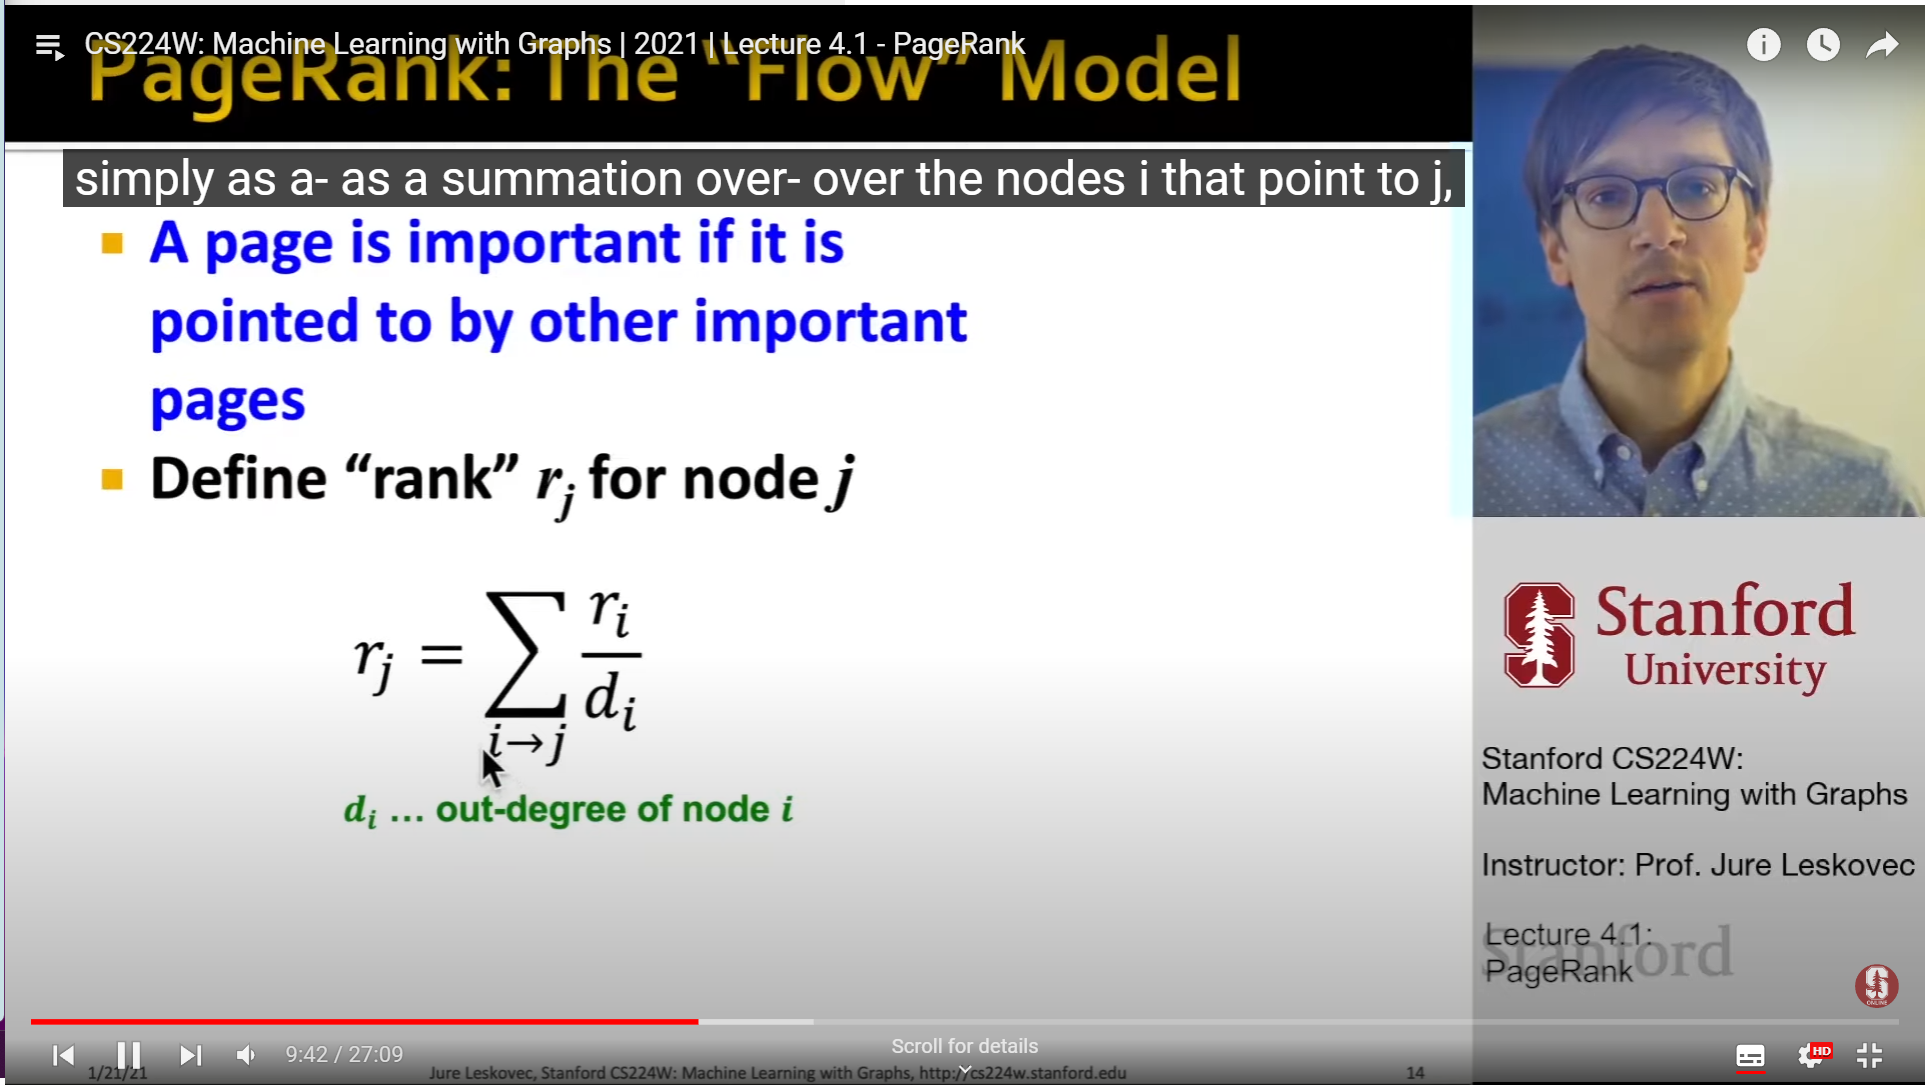 CS224W: Machine Learning with Graphs | 2021 | Lecture 4.1 - PageRank
PageRank: The “Flow” Model
simply as a- as a summation over- over the nodes i that point to j,
A page is important if it is
pointed to by other important
pages
Define “rank” r_j for node j
r_j = ∑_{i→j} r_i / d_i
d_i ... out-degree of node i
Stanford
University
Stanford CS224W:
Machine Learning with Graphs
Instructor: Prof. Jure Leskovec
Stanford
Lecture 4.1:
PageRank
ONLINE
Scroll for details
9:42 / 27:09
HD
1/21/21
Jure Leskovec, Stanford CS224W: Machine Learning with Graphs, http://cs224w.stanford.edu
14